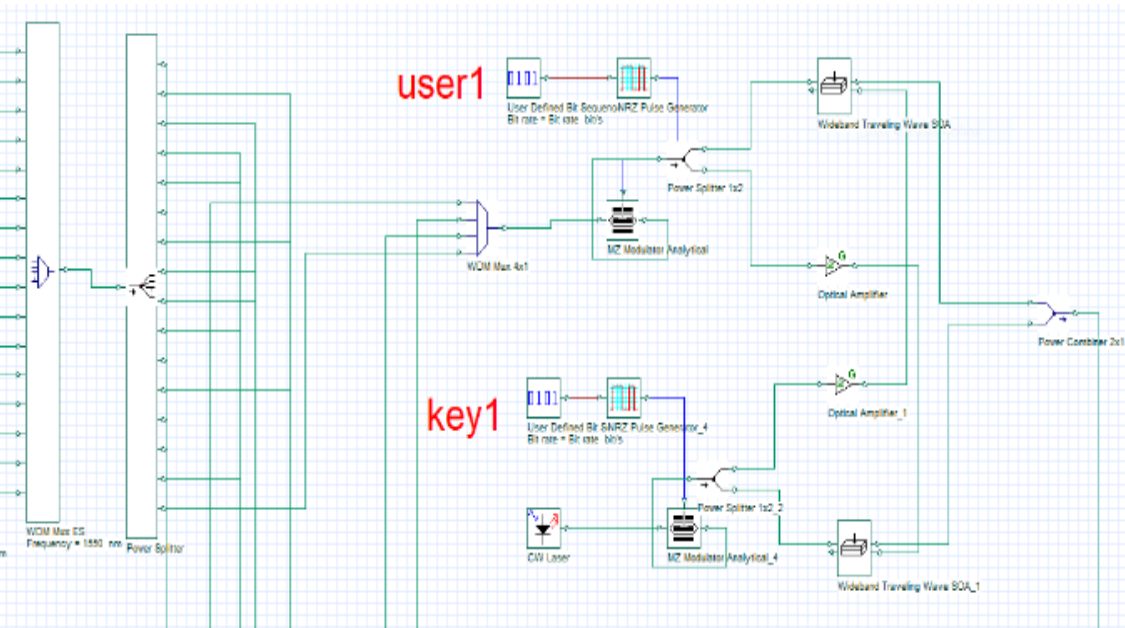 user1
User Defined Bit Sequenc NRZ Pulse Generator
Bit rate = Bit rate bit/s
Wideband Traveling Wave SOA
Power Splitter 1x2
MZ Modulator Analytical
WDM Mux 4x1
G
Optical Amplifier
Power Combiner 2x1
key1
G
Optical Amplifier_1
User Defined Bit S NRZ Pulse Generator_4
Bit rate = Bit rate bit/s
Power Splitter 1x2_2
WDM Mux ES
Frequency = 1550 nm
Power Splitter
CW Laser
MZ Modulator Analytical_4
Wideband Traveling Wave SOA_1